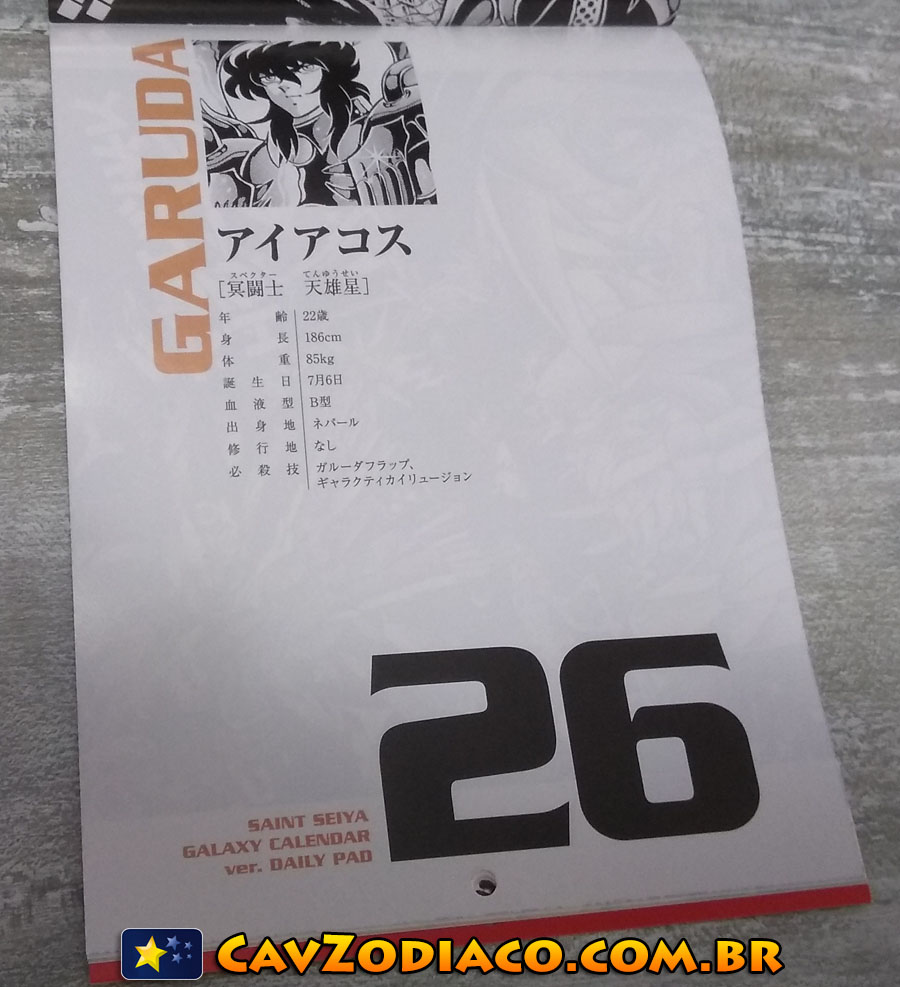 GARUDA
アイアコス
スペクター てんゆうせい
[冥闘士 天雄星]
年齢 22歳
身長 186cm
体重 85kg
誕生日 7月6日
血液型 B型
出身地 ネパール
修行地 なし
必殺技 ガルーダフラップ、
ギャラクティカイリュージョン
26
SAINT SEIYA
GALAXY CALENDAR
ver. DAILY PAD
CAVZODIACO.COM.BR